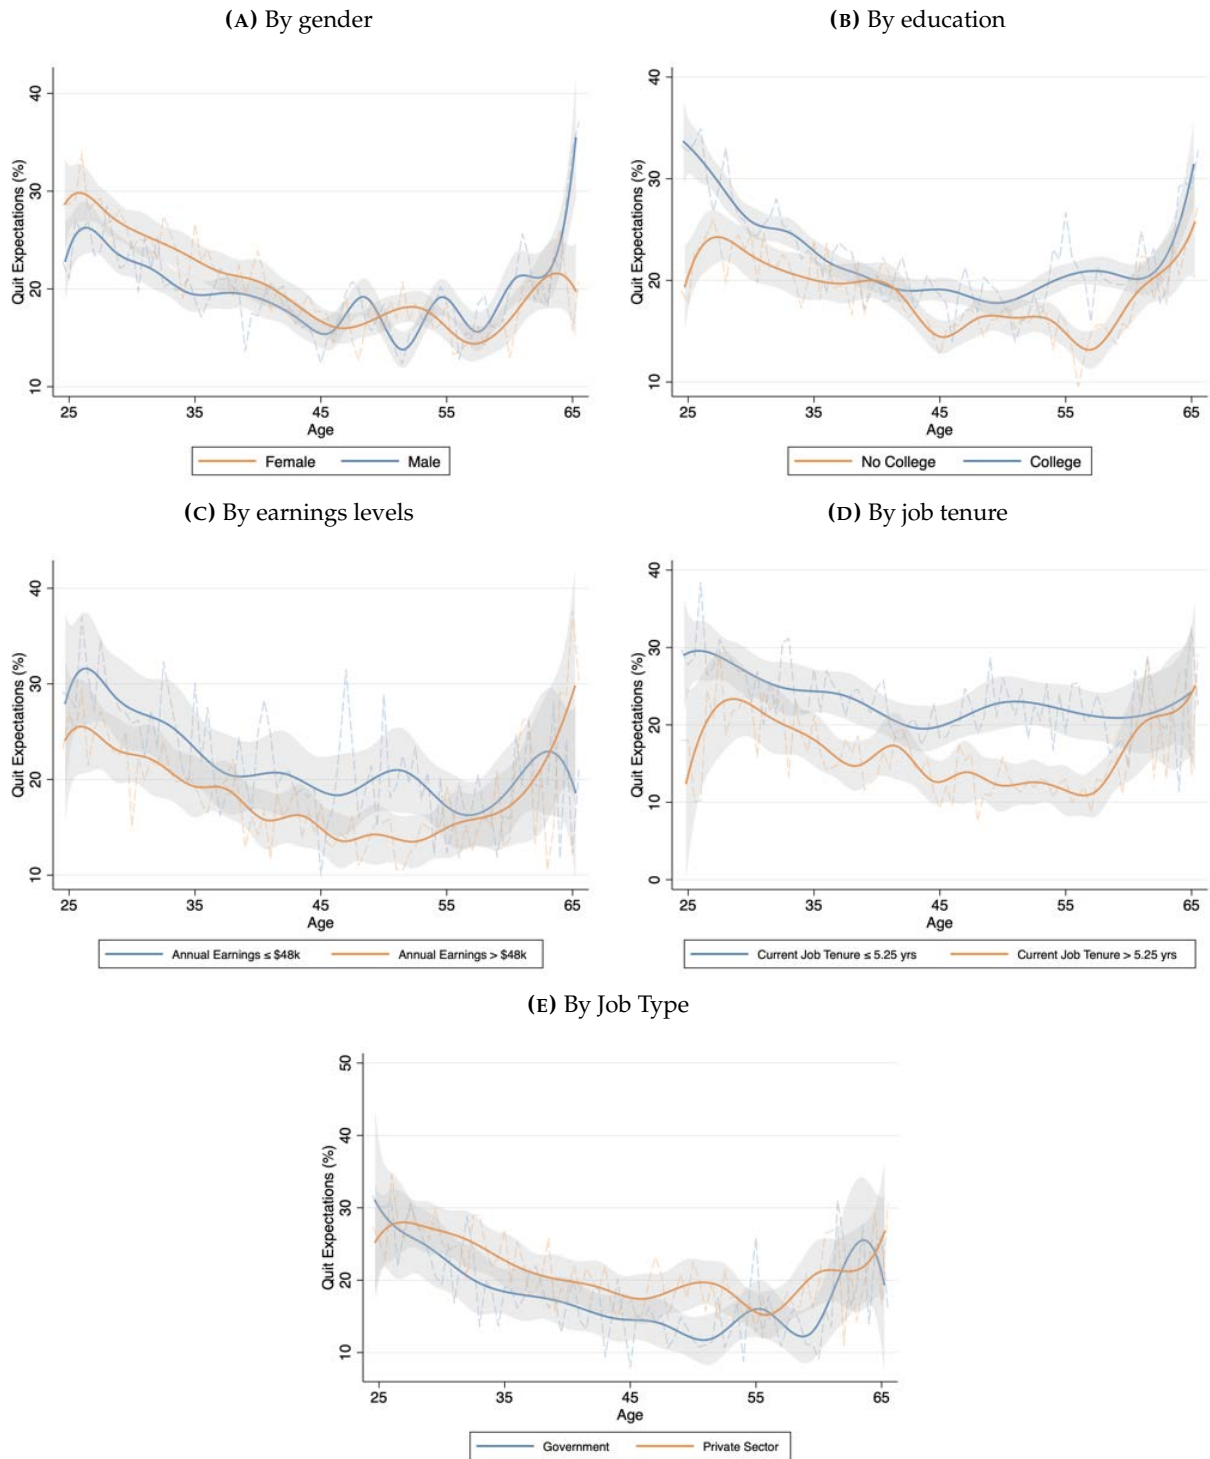 (A) By gender
Quit Expectations (%)
40
30
20
10
25 35 45 55 65
Age
Female Male
(B) By education
Quit Expectations (%)
40
30
20
10
25 35 45 55 65
Age
No College College
(C) By earnings levels
Quit Expectations (%)
40
30
20
10
25 35 45 55 65
Age
Annual Earnings ≤ $48k Annual Earnings > $48k
(D) By job tenure
Quit Expectations (%)
40
30
20
10
0
25 35 45 55 65
Age
Current Job Tenure ≤ 5.25 yrs Current Job Tenure > 5.25 yrs
(E) By Job Type
Quit Expectations (%)
50
40
30
20
10
25 35 45 55 65
Age
Government Private Sector